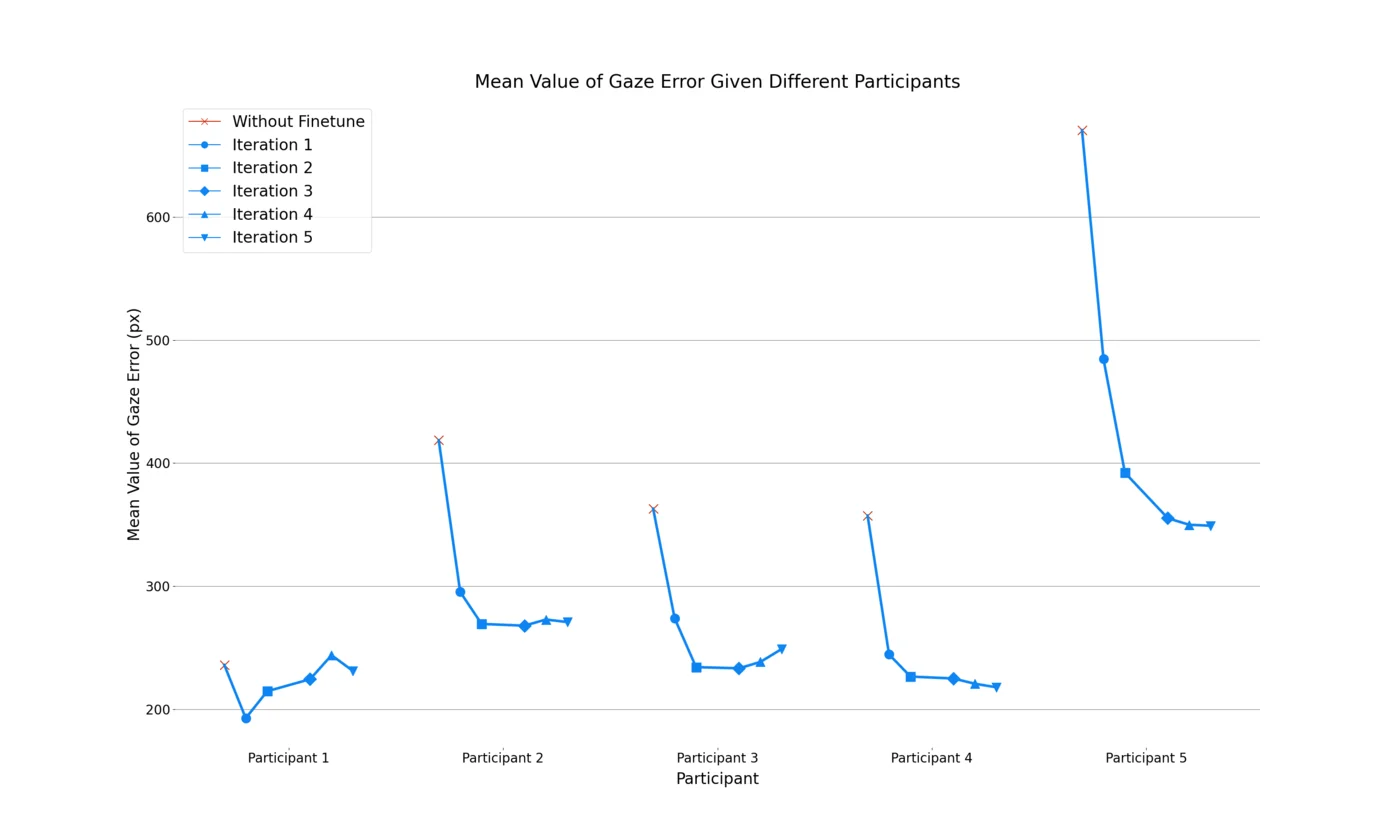 Mean Value of Gaze Error Given Different Participants
Without Finetune
Iteration 1
Iteration 2
Iteration 3
Iteration 4
Iteration 5
Mean Value of Gaze Error (px)
600
500
400
300
200
Participant 1
Participant 2
Participant 3
Participant 4
Participant 5
Participant